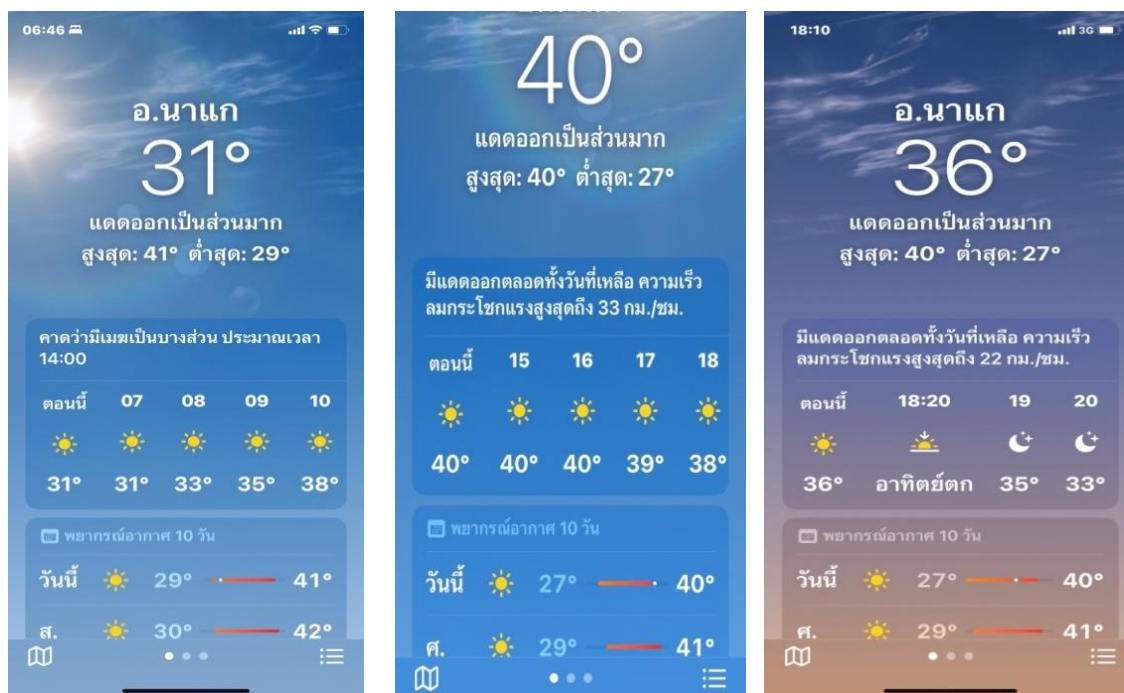 06:46
อ.นาแก
31°
แดดออกเป็นส่วนมาก
สูงสุด: 41° ต่ำสุด: 29°
คาดว่ามีเมฆเป็นบางส่วน ประมาณเวลา
14:00
ตอนนี้ 07 08 09 10
31° 31° 33° 35° 38°
พยากรณ์อากาศ 10 วัน
วันนี้ 29° 41°
ส. 30° 42°
40°
แดดออกเป็นส่วนมาก
สูงสุด: 40° ต่ำสุด: 27°
มีแดดออกตลอดทั้งวันที่เหลือ ความเร็ว
ลมกระโชกแรงสูงสุดถึง 33 กม./ชม.
ตอนนี้ 15 16 17 18
40° 40° 40° 39° 38°
พยากรณ์อากาศ 10 วัน
วันนี้ 27° 40°
ศ. 29° 41°
18:10 3G
อ.นาแก
36°
แดดออกเป็นส่วนมาก
สูงสุด: 40° ต่ำสุด: 27°
มีแดดออกตลอดทั้งวันที่เหลือ ความเร็ว
ลมกระโชกแรงสูงสุดถึง 22 กม./ชม.
ตอนนี้ 18:20 19 20
36° อาทิตย์ตก 35° 33°
พยากรณ์อากาศ 10 วัน
วันนี้ 27° 40°
ศ. 29° 41°